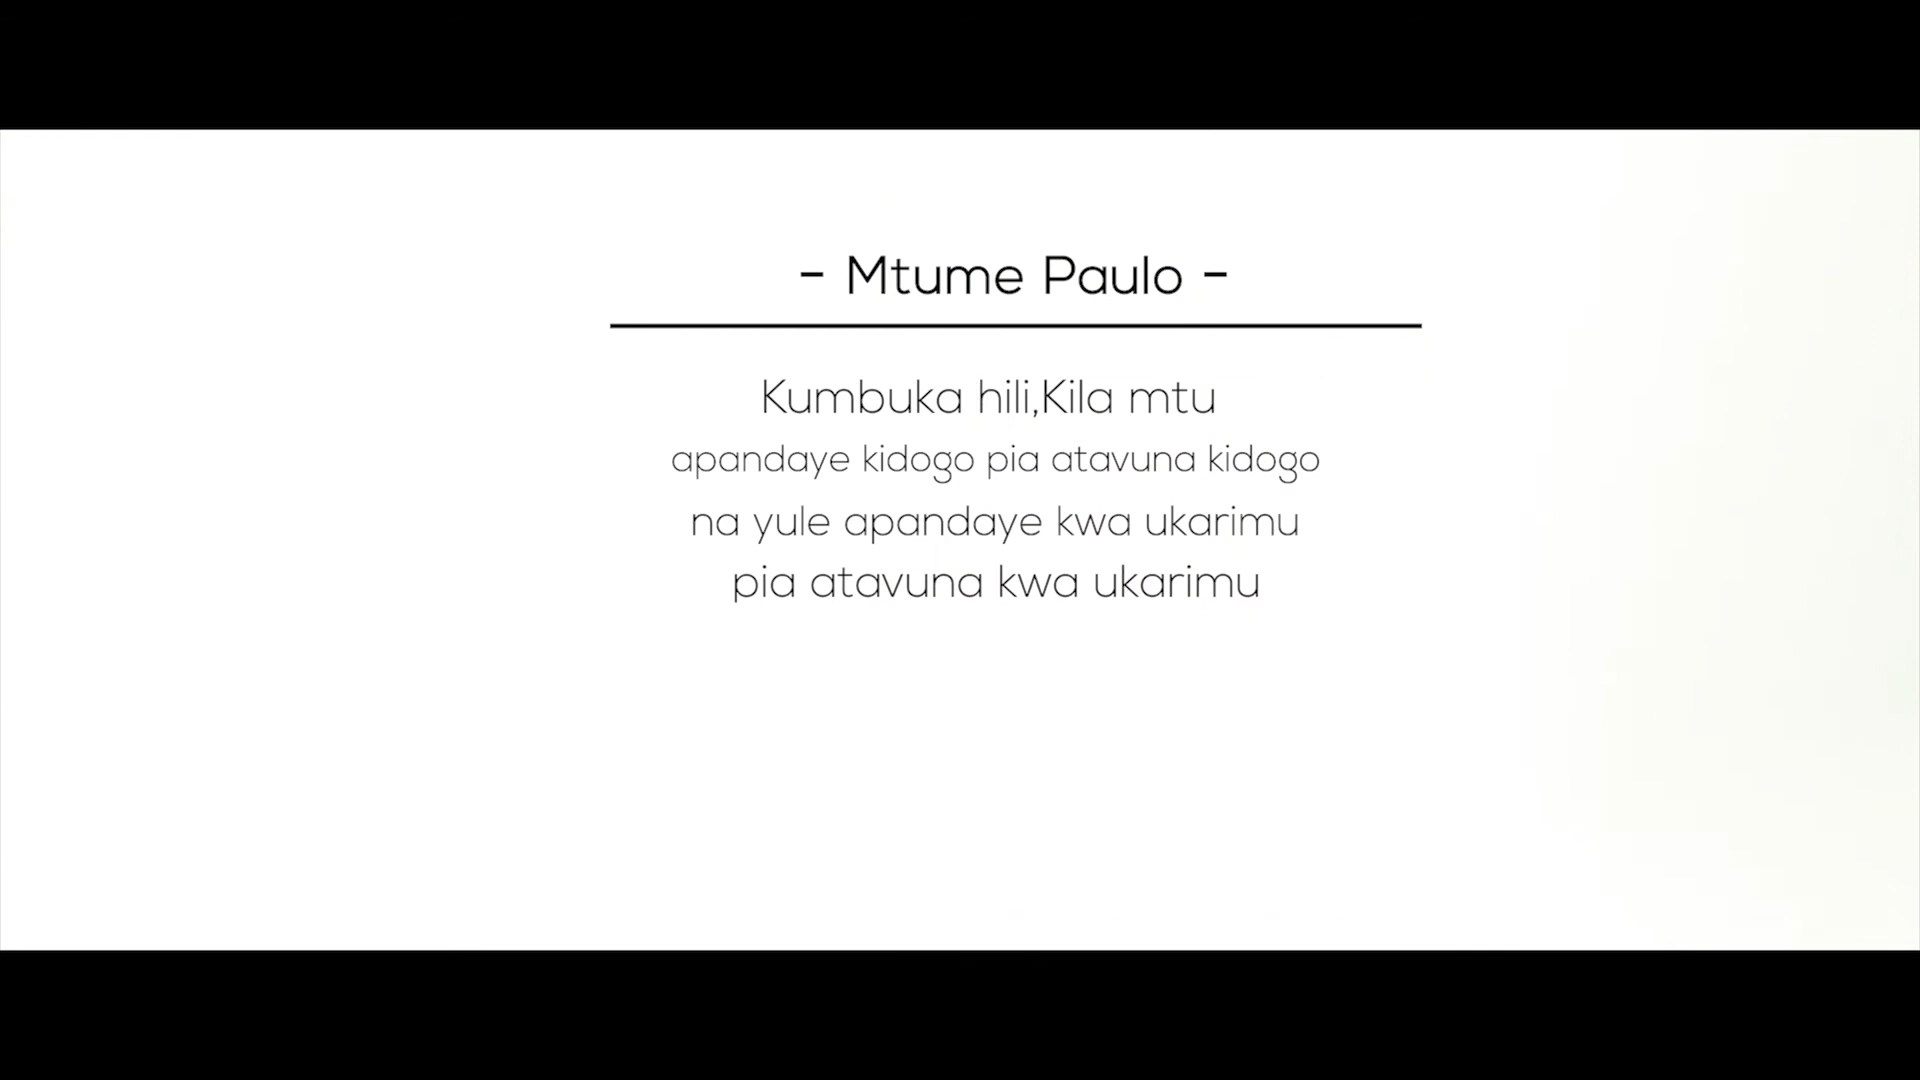 - Mtume Paulo -
Kumbuka hili,Kila mtu
apandaye kidogo pia atavuna kidogo
na yule apandaye kwa ukarimu
pia atavuna kwa ukarimu